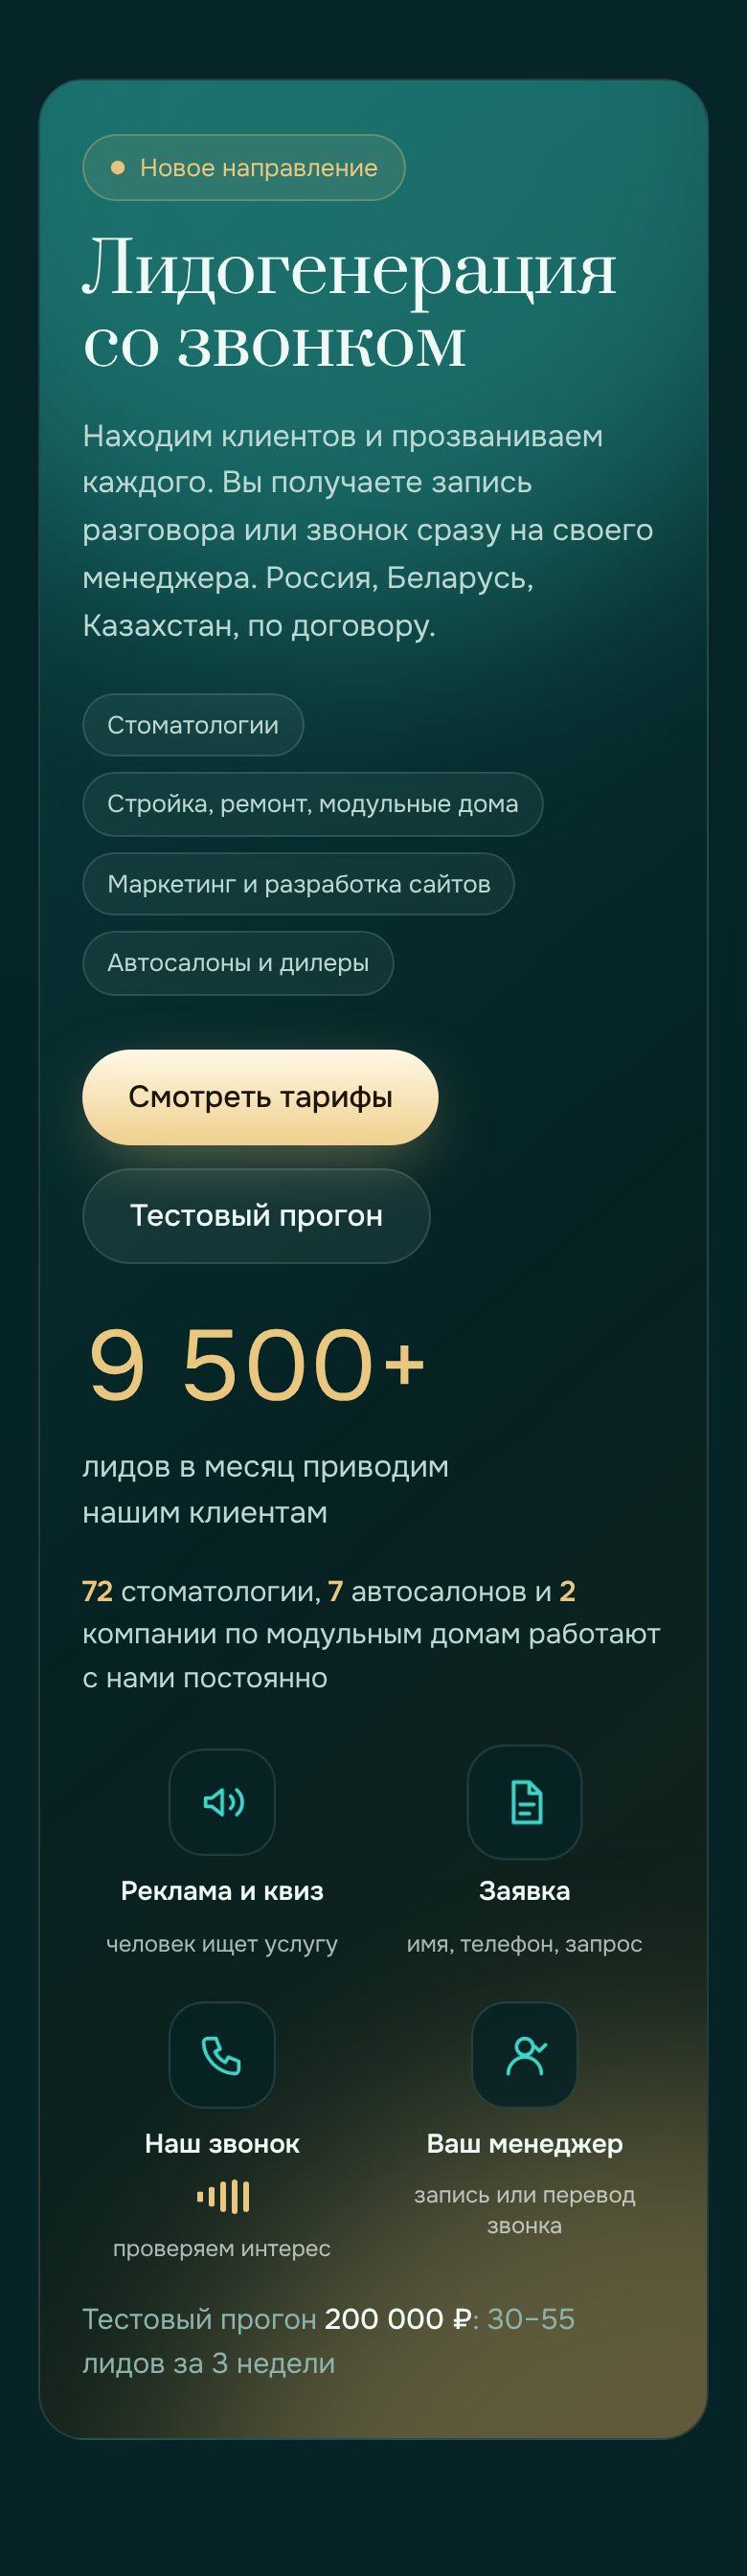 Новое направление
Лидогенерация
со звонком
Находим клиентов и прозваниваем
каждого. Вы получаете запись
разговора или звонок сразу на своего
менеджера. Россия, Беларусь,
Казахстан, по договору.
Стоматологии
Стройка, ремонт, модульные дома
Маркетинг и разработка сайтов
Автосалоны и дилеры
Смотреть тарифы
Тестовый прогон
9 500+
лидов в месяц приводим
нашим клиентам
72 стоматологии, 7 автосалонов и 2
компании по модульным домам работают
с нами постоянно
Реклама и квиз
человек ищет услугу
Заявка
имя, телефон, запрос
Наш звонок
проверяем интерес
Ваш менеджер
запись или перевод
звонка
Тестовый прогон 200 000 ₽: 30–55
лидов за 3 недели